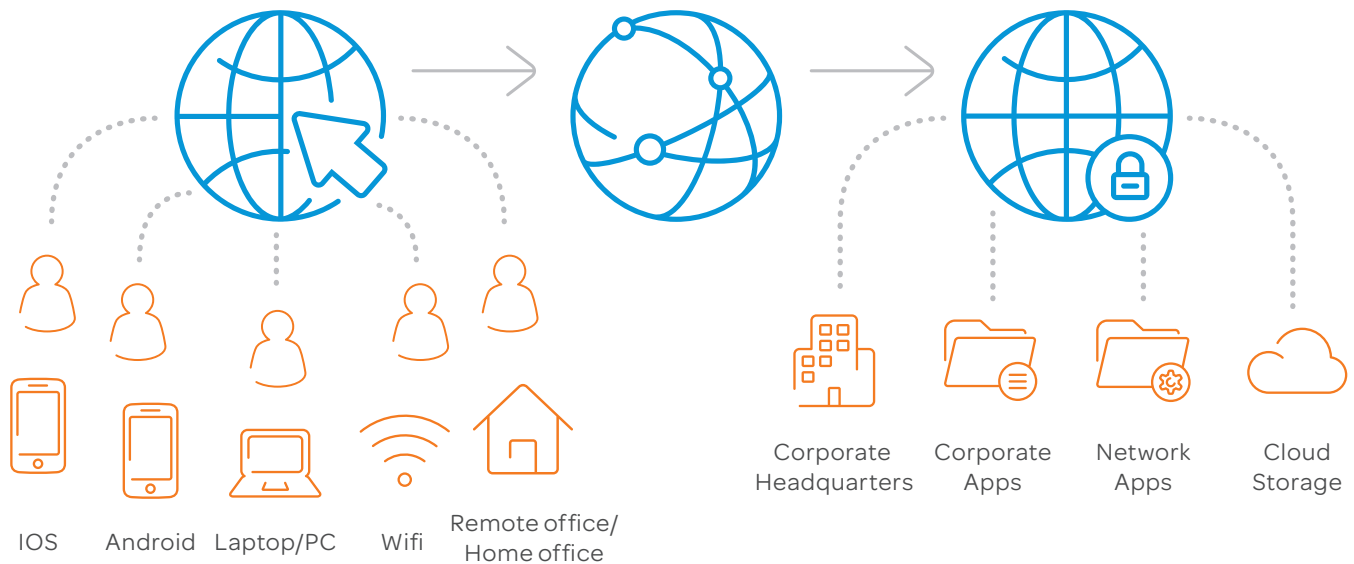 IOS
Android
Laptop/PC
Wifi
Remote office/
Home office
Corporate
Headquarters
Corporate
Apps
Network
Apps
Cloud
Storage